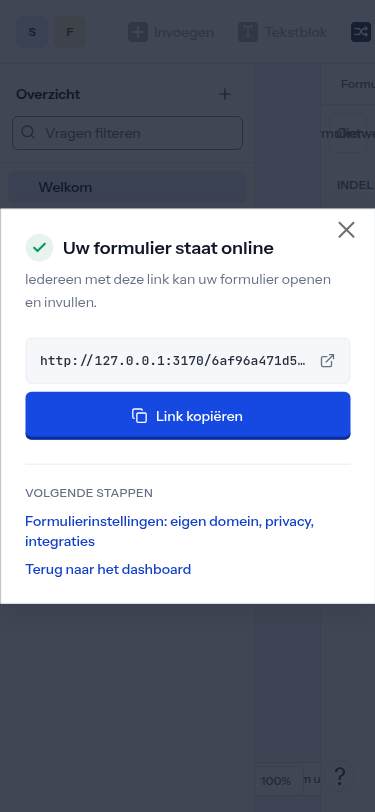 S
F
Invoegen
Tekstblok
Overzicht
Formu
Vragen filteren
INDEL
Welkom
Uw formulier staat online
Iedereen met deze link kan uw formulier openen
en invullen.
http://127.0.0.1:3170/6af96a471d5…
Link kopiëren
VOLGENDE STAPPEN
Formulierinstellingen: eigen domein, privacy,
integraties
Terug naar het dashboard
100%
?